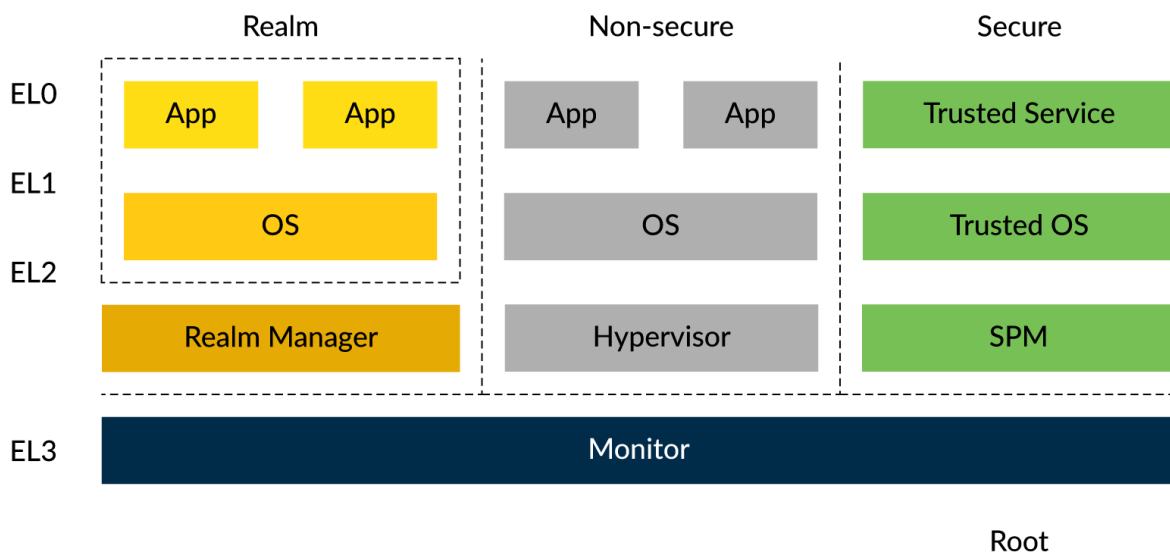 Realm Non-secure Secure
EL0
App App App App Trusted Service
EL1
OS OS Trusted OS
EL2
Realm Manager Hypervisor SPM
EL3 Monitor
Root